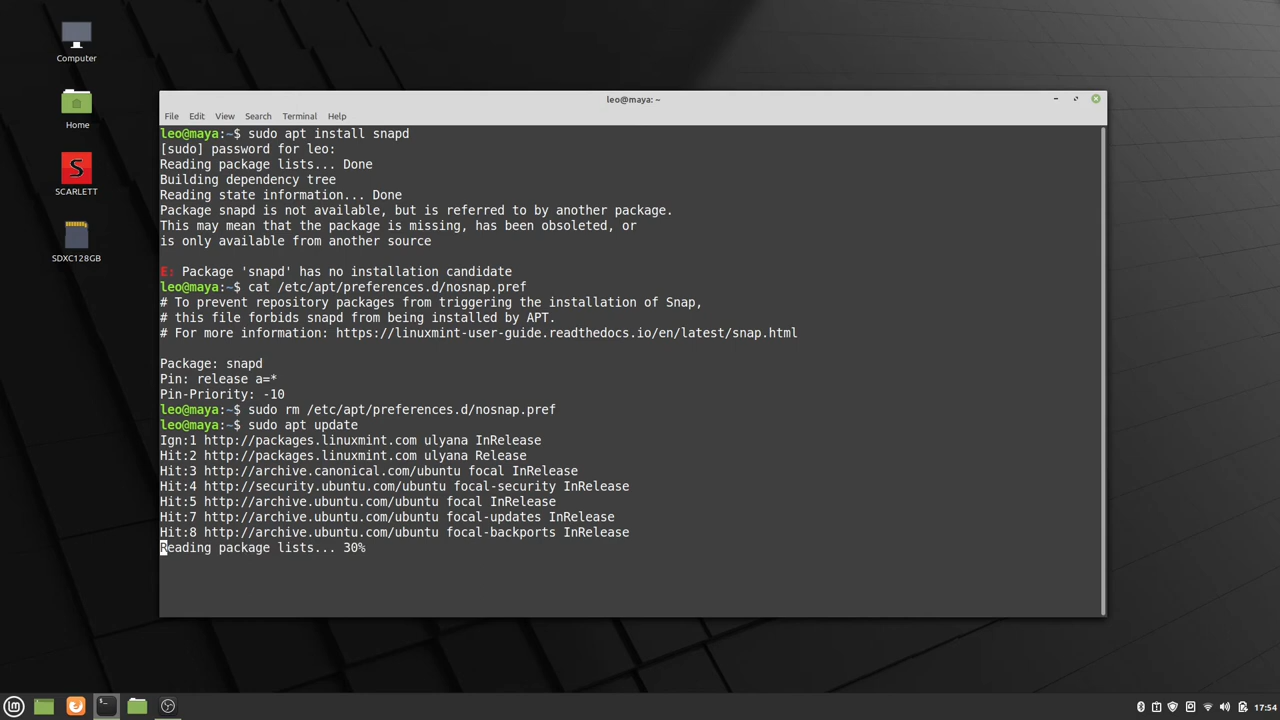 Computer
Home
SCARLETT
SDXC128GB
leo@maya: ~
File Edit View Search Terminal Help
leo@maya:~$ sudo apt install snapd
[sudo] password for leo:
Reading package lists... Done
Building dependency tree
Reading state information... Done
Package snapd is not available, but is referred to by another package.
This may mean that the package is missing, has been obsoleted, or
is only available from another source
E: Package 'snapd' has no installation candidate
leo@maya:~$ cat /etc/apt/preferences.d/nosnap.pref
# To prevent repository packages from triggering the installation of Snap,
# this file forbids snapd from being installed by APT.
# For more information: https://linuxmint-user-guide.readthedocs.io/en/latest/snap.html
Package: snapd
Pin: release a=*
Pin-Priority: -10
leo@maya:~$ sudo rm /etc/apt/preferences.d/nosnap.pref
leo@maya:~$ sudo apt update
Ign:1 http://packages.linuxmint.com ulyana InRelease
Hit:2 http://packages.linuxmint.com ulyana Release
Hit:3 http://archive.canonical.com/ubuntu focal InRelease
Hit:4 http://security.ubuntu.com/ubuntu focal-security InRelease
Hit:5 http://archive.ubuntu.com/ubuntu focal InRelease
Hit:7 http://archive.ubuntu.com/ubuntu focal-updates InRelease
Hit:8 http://archive.ubuntu.com/ubuntu focal-backports InRelease
Reading package lists... 30%
17:54